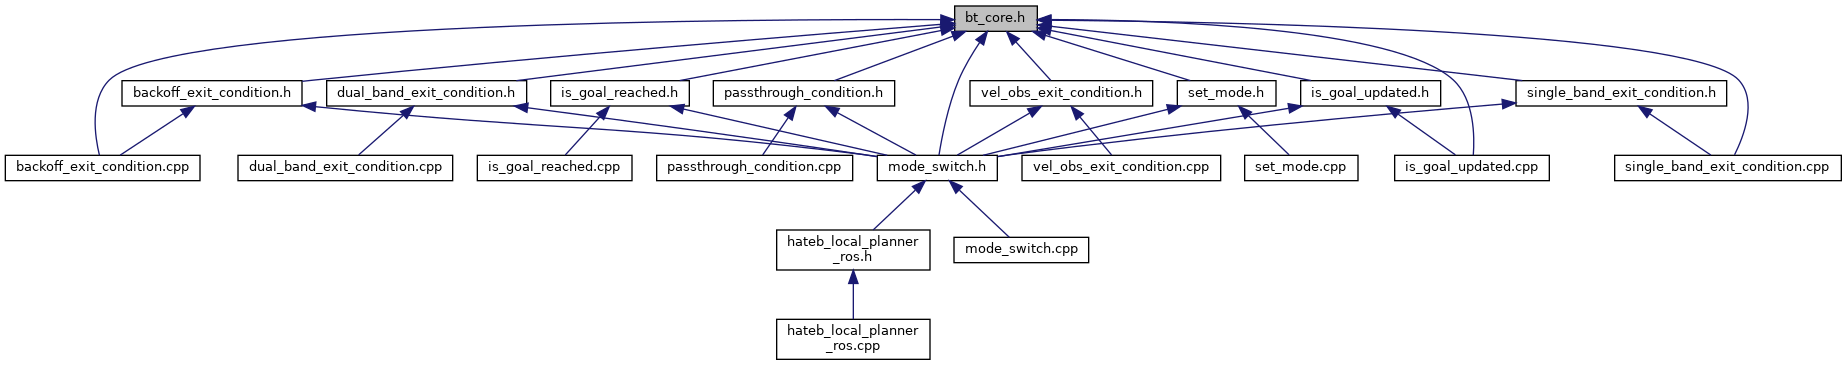 bt_core.h
backoff_exit_condition.h
dual_band_exit_condition.h
is_goal_reached.h
passthrough_condition.h
vel_obs_exit_condition.h
set_mode.h
is_goal_updated.h
single_band_exit_condition.h
backoff_exit_condition.cpp
dual_band_exit_condition.cpp
is_goal_reached.cpp
passthrough_condition.cpp
mode_switch.h
vel_obs_exit_condition.cpp
set_mode.cpp
is_goal_updated.cpp
single_band_exit_condition.cpp
hateb_local_planner
_ros.h
mode_switch.cpp
hateb_local_planner
_ros.cpp